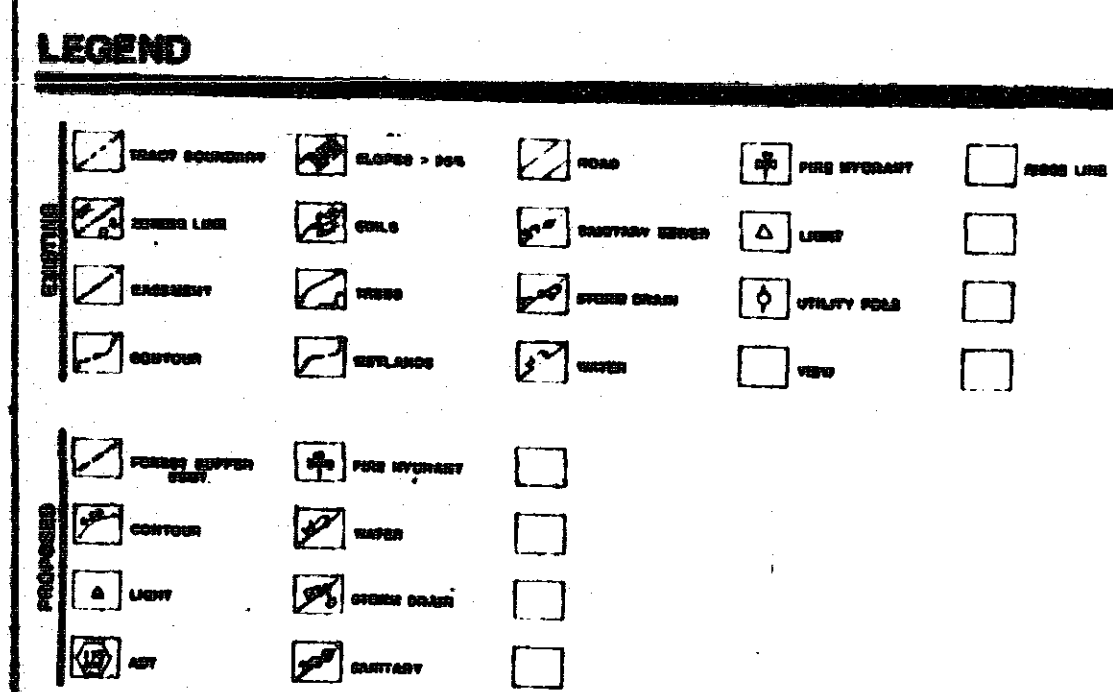 LEGEND
EXISTING
TRACT BOUNDARY
SLOPES > 25%
ROAD
FIRE HYDRANT
RIDGE LINE
ZONING LINE
SOILS
SANITARY SEWER
LIGHT
EASEMENT
TREES
STORM DRAIN
UTILITY POLE
CONTOUR
WETLANDS
WATER
VIEW
PROPOSED
FOREST BUFFER
ESMT.
FIRE HYDRANT
CONTOUR
WATER
LIGHT
STORM DRAIN
ADT
SANITARY